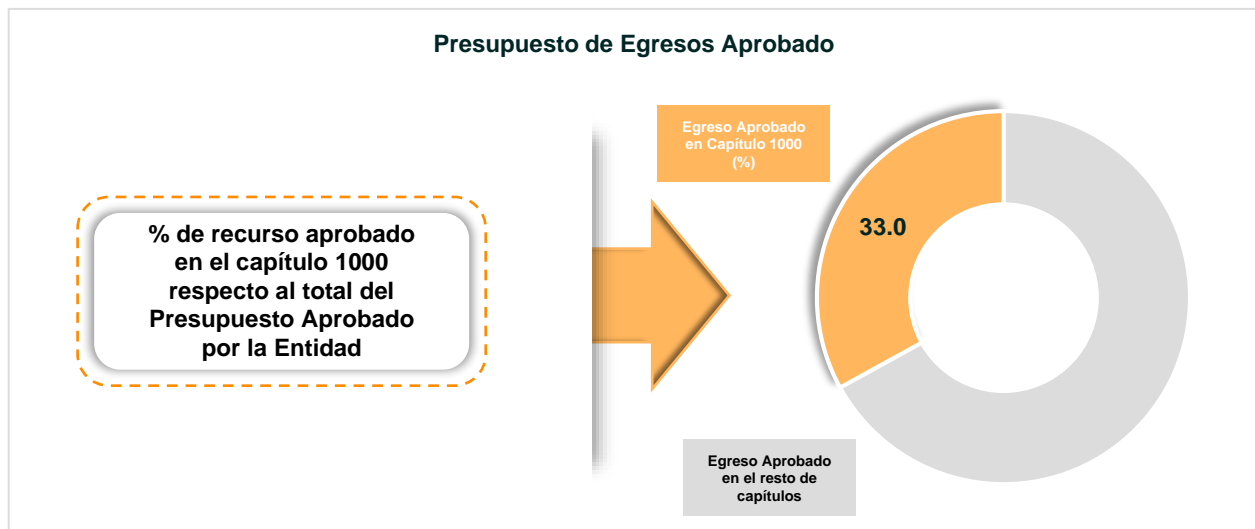 Presupuesto de Egresos Aprobado
Egreso Aprobado
en Capítulo 1000
(%)
33.0
% de recurso aprobado
en el capítulo 1000
respecto al total del
Presupuesto Aprobado
por la Entidad
Egreso Aprobado
en el resto de
capítulos